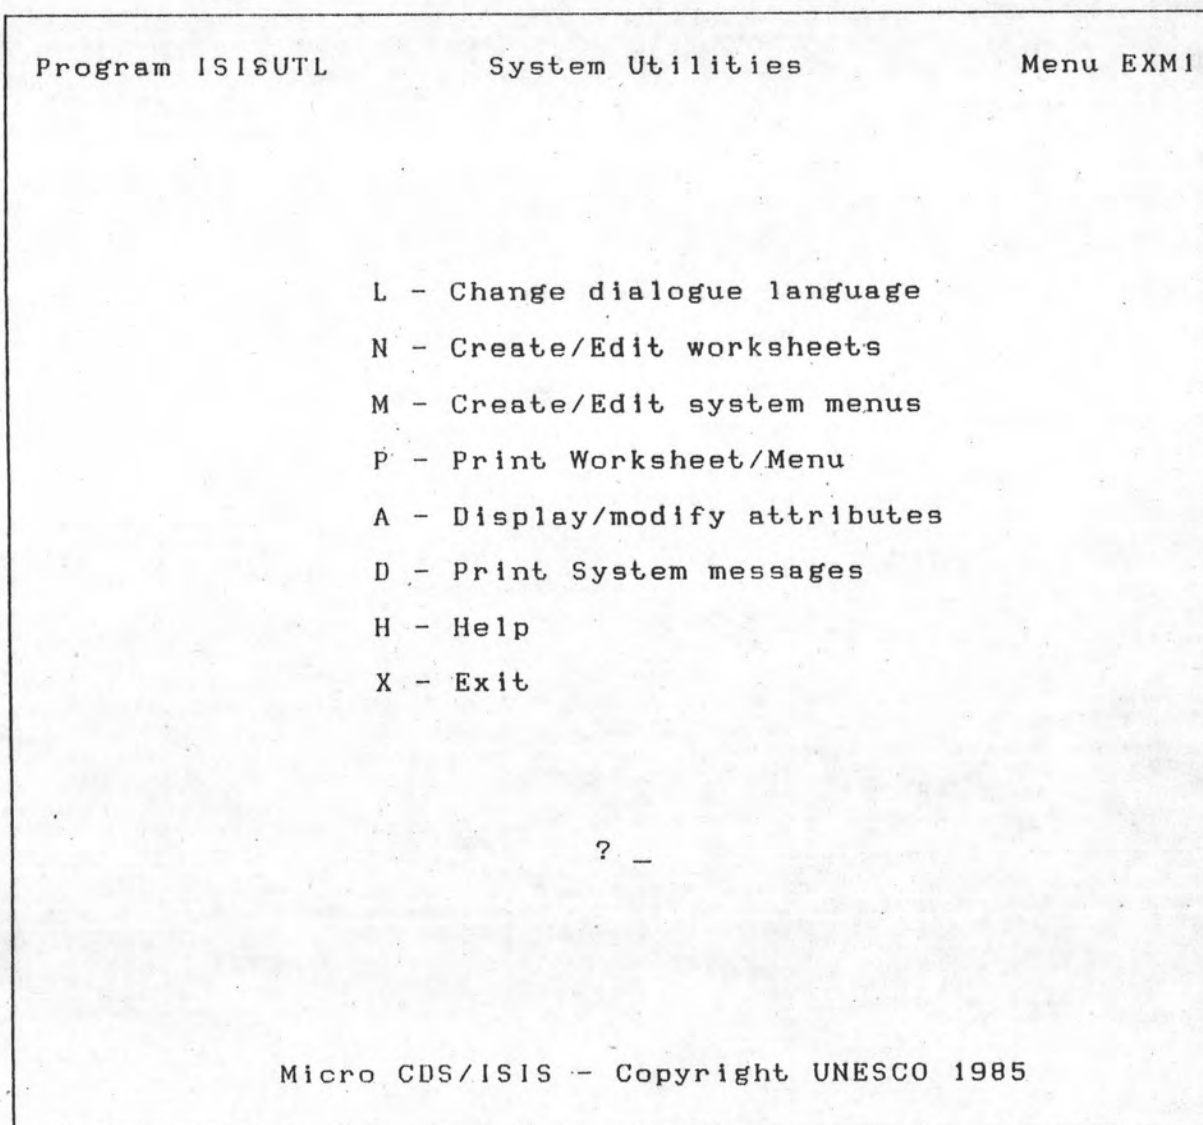 Program ISISUTL System Utilities Menu EXM1
L - Change dialogue language
N - Create/Edit worksheets
M - Create/Edit system menus
P - Print Worksheet/Menu
A - Display/modify attributes
D - Print System messages
H - Help
X - Exit
? _
Micro CDS/ISIS - Copyright UNESCO 1985